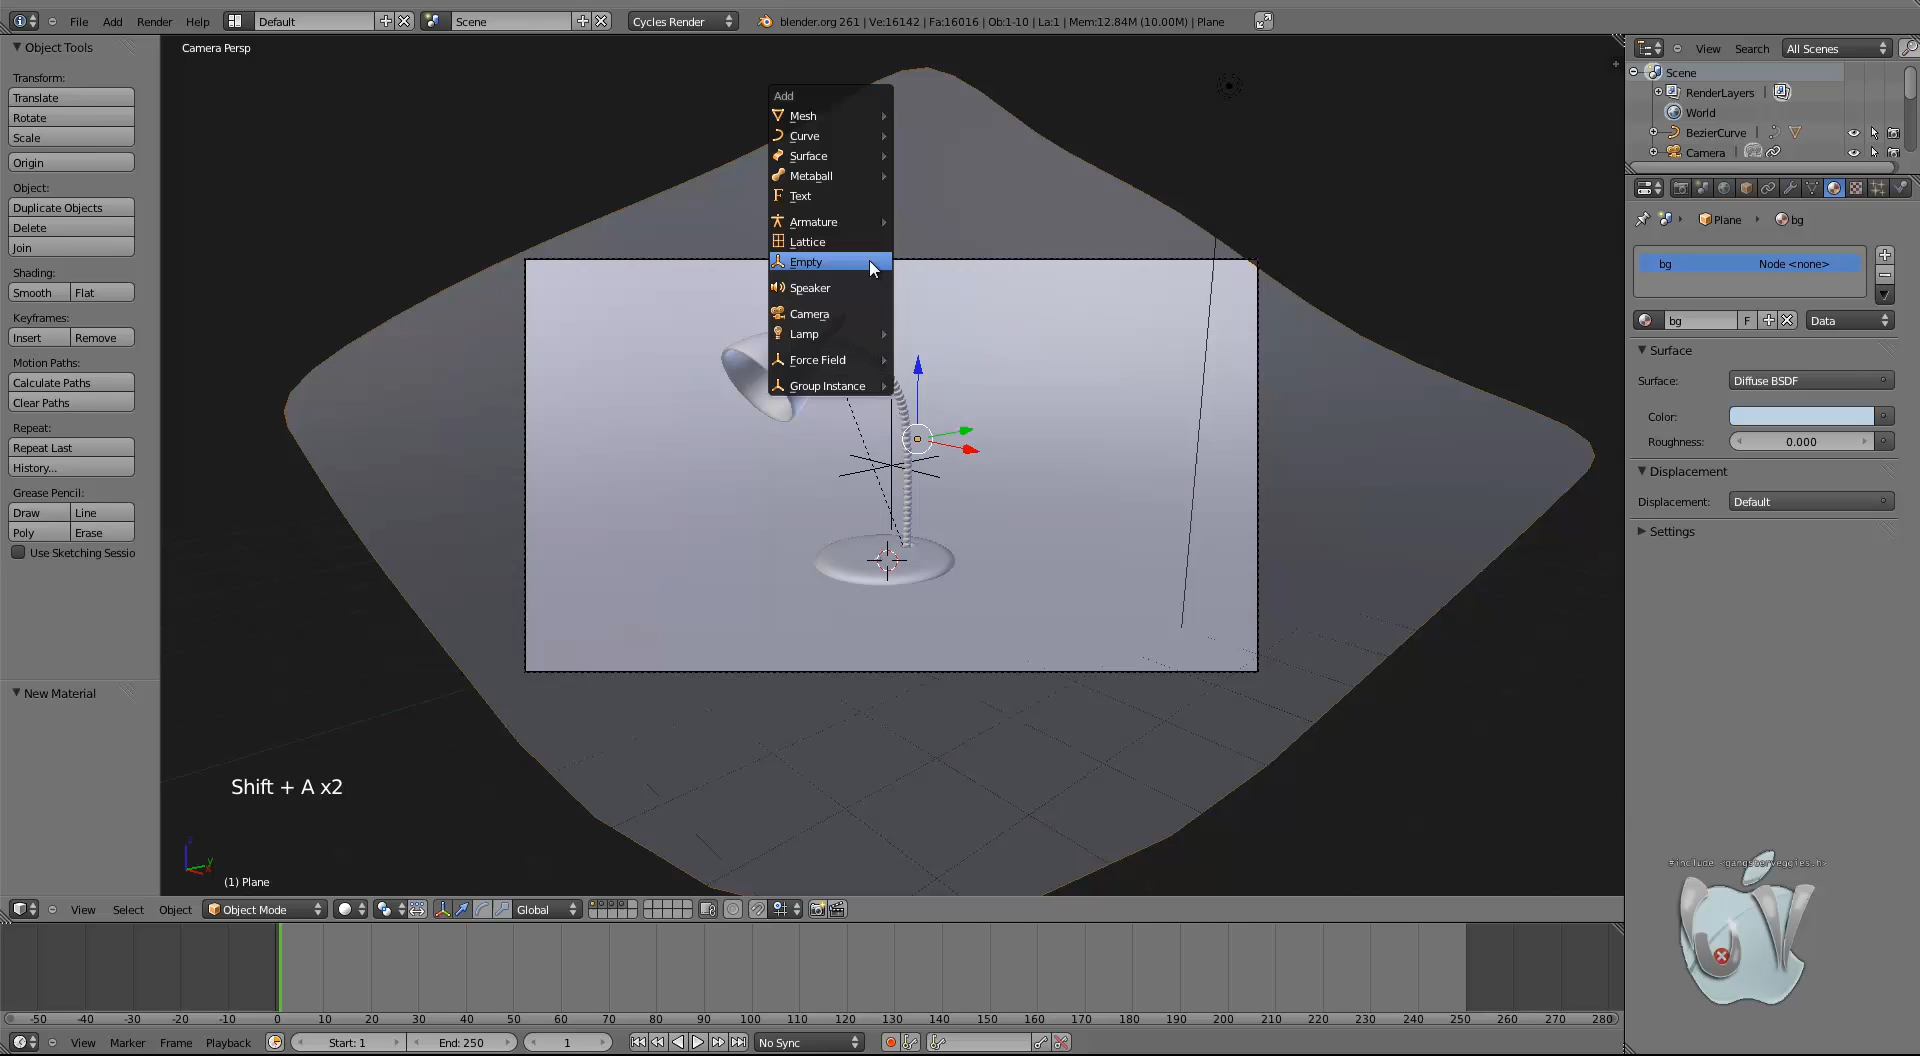 File Add Render Help Default Scene Cycles Render blender.org 261 | Ve:16142 | Fa:16016 | Ob:1-10 | La:1 | Mem:12.84M (10.00M) | Plane
Object Tools
Transform:
Translate
Rotate
Scale
Origin
Object:
Duplicate Objects
Delete
Join
Shading:
Smooth Flat
Keyframes:
Insert Remove
Motion Paths:
Calculate Paths
Clear Paths
Repeat:
Repeat Last
History...
Grease Pencil:
Draw Line
Poly Erase
Use Sketching Sessio
New Material
Camera Persp
Add
Mesh
Curve
Surface
Metaball
Text
Armature
Lattice
Empty
Speaker
Camera
Lamp
Force Field
Group Instance
Shift + A x2
z
y
(1) Plane
View Search All Scenes
Scene
RenderLayers
World
BezierCurve
Camera
Plane bg
bg Node <none>
bg F Data
Surface
Surface: Diffuse BSDF
Color:
Roughness: 0.000
Displacement
Displacement: Default
Settings
#include <gangsterveggies.h>
View Select Object Object Mode Global
-50 -40 -30 -20 -10 0 10 20 30 40 50 60 70 80 90 100 110 120 130 140 150 160 170 180 190 200 210 220 230 240 250 260 270 280
View Marker Frame Playback Start: 1 End: 250 1 No Sync